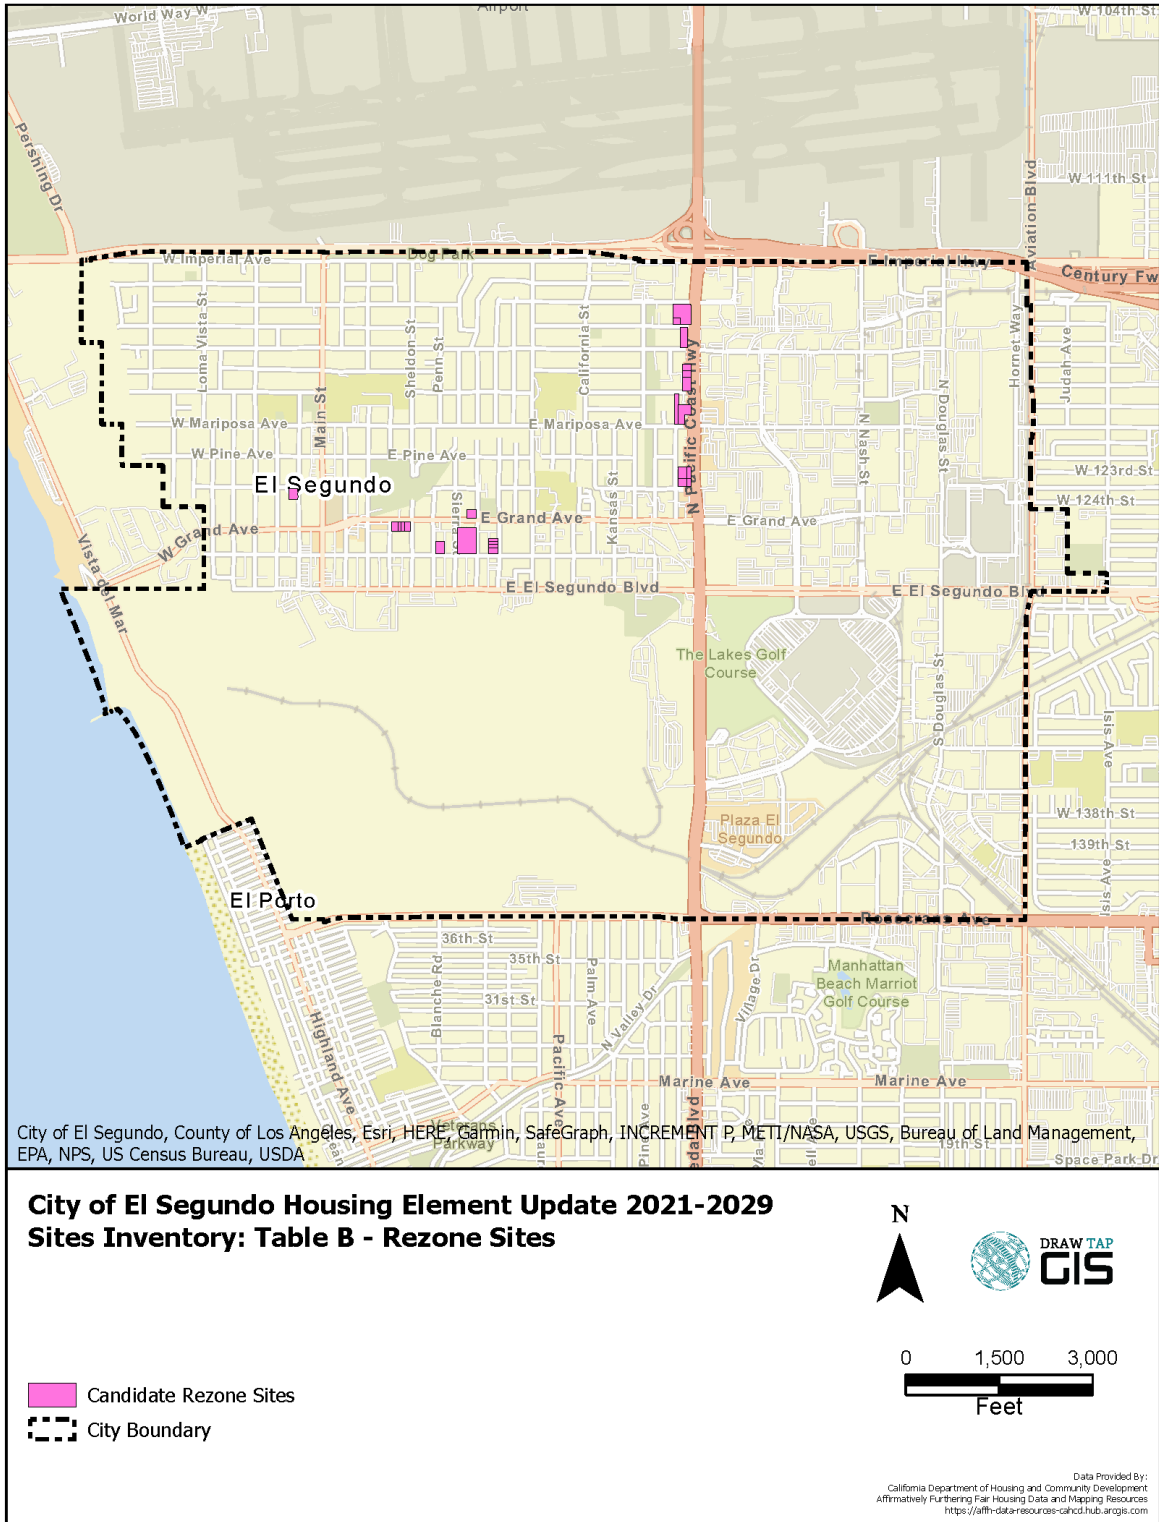 Airport
World Way W
W 104th St
Pershing Dr
W 111th St
Aviation Blvd
W Imperial Ave
Dog Park
E Imperial Hwy
Century Fw
Loma Vista St
Main St
Sheldon St
Penn St
California St
N Pacific Coast Hwy
Hornet Way
Judah Ave
N Nash St
N Douglas St
W Mariposa Ave
E Mariposa Ave
W Pine Ave
E Pine Ave
W 123rd St
El Segundo
Kansas St
W 124th St
W Grand Ave
E Grand Ave
E Grand Ave
Vista del Mar
E El Segundo Blvd
E El Segundo Blvd
The Lakes Golf
Course
S Douglas St
Isis Ave
Plaza El
Segundo
W 138th St
139th St
Isis Ave
El Porto
Rosecrans Ave
36th St
35th St
31st St
Blanche Rd
Palm Ave
N Valley Dr
Village Dr
Manhattan
Beach Marriot
Golf Course
Highland Ave
Pacific Ave
Marine Ave
Marine Ave
Pine Ave
Veterans
Parkway
19th St
Space Park Dr
City of El Segundo, County of Los Angeles, Esri, HERE, Garmin, SafeGraph, INCREMENT P, METI/NASA, USGS, Bureau of Land Management,
EPA, NPS, US Census Bureau, USDA
City of El Segundo Housing Element Update 2021-2029
Sites Inventory: Table B - Rezone Sites
N
DRAW TAP
GIS
0 1,500 3,000
Feet
Candidate Rezone Sites
City Boundary
Data Provided By:
California Department of Housing and Community Development
Affirmatively Furthering Fair Housing Data and Mapping Resources
https://affh-data-resources-cahcd.hub.arcgis.com